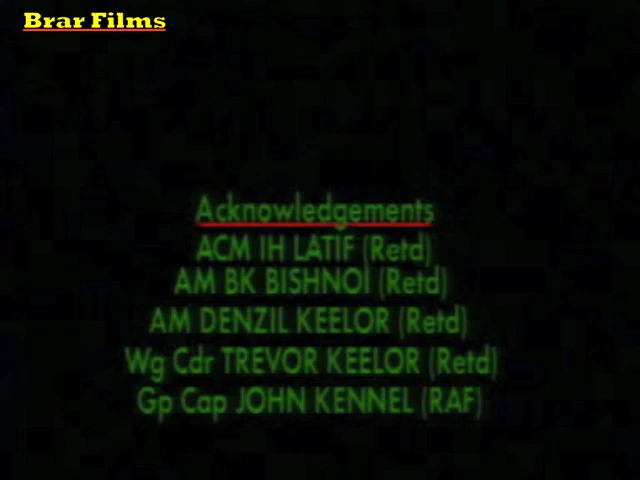 Brar Films
Acknowledgements
ACM IH LATIF (Retd)
AM BK BISHNOI (Retd)
AM DENZIL KEELOR (Retd)
Wg Cdr TREVOR KEELOR (Retd)
Gp Cap JOHN KENNEL (RAF)